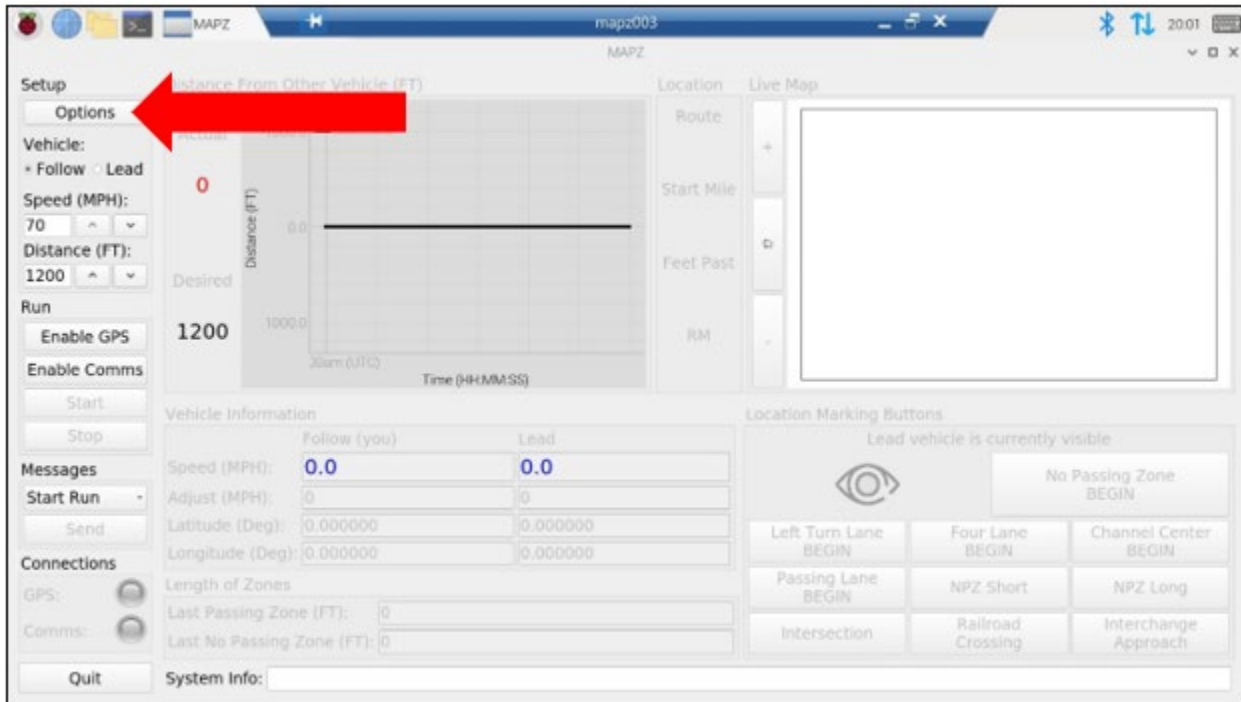 MAPZ
mapz003
20:01
MAPZ
Setup
Options
Vehicle:
Follow Lead
Speed (MPH):
70
Distance (FT):
1200
Run
Enable GPS
Enable Comms
Start
Stop
Messages
Start Run
Send
Connections
GPS:
Comms:
Quit
Distance From Other Vehicle (FT)
Actual
0
Desired
1200
Distance (FT)
0.0
1000.0
Time (HH:MM:SS)
Location
Route
Start Mile
Feet Past
RM
Live Map
+
-
Vehicle Information
Follow (you) Lead
Speed (MPH): 0.0 0.0
Adjust (MPH): 0 0
Latitude (Deg): 0.000000 0.000000
Longitude (Deg): 0.000000 0.000000
Length of Zones
Last Passing Zone (FT): 0
Last No Passing Zone (FT): 0
System Info:
Location Marking Buttons
Lead vehicle is currently visible
No Passing Zone
BEGIN
Left Turn Lane
BEGIN
Four Lane
BEGIN
Channel Center
BEGIN
Passing Lane
BEGIN
NPZ Short
NPZ Long
Intersection
Railroad
Crossing
Interchange
Approach